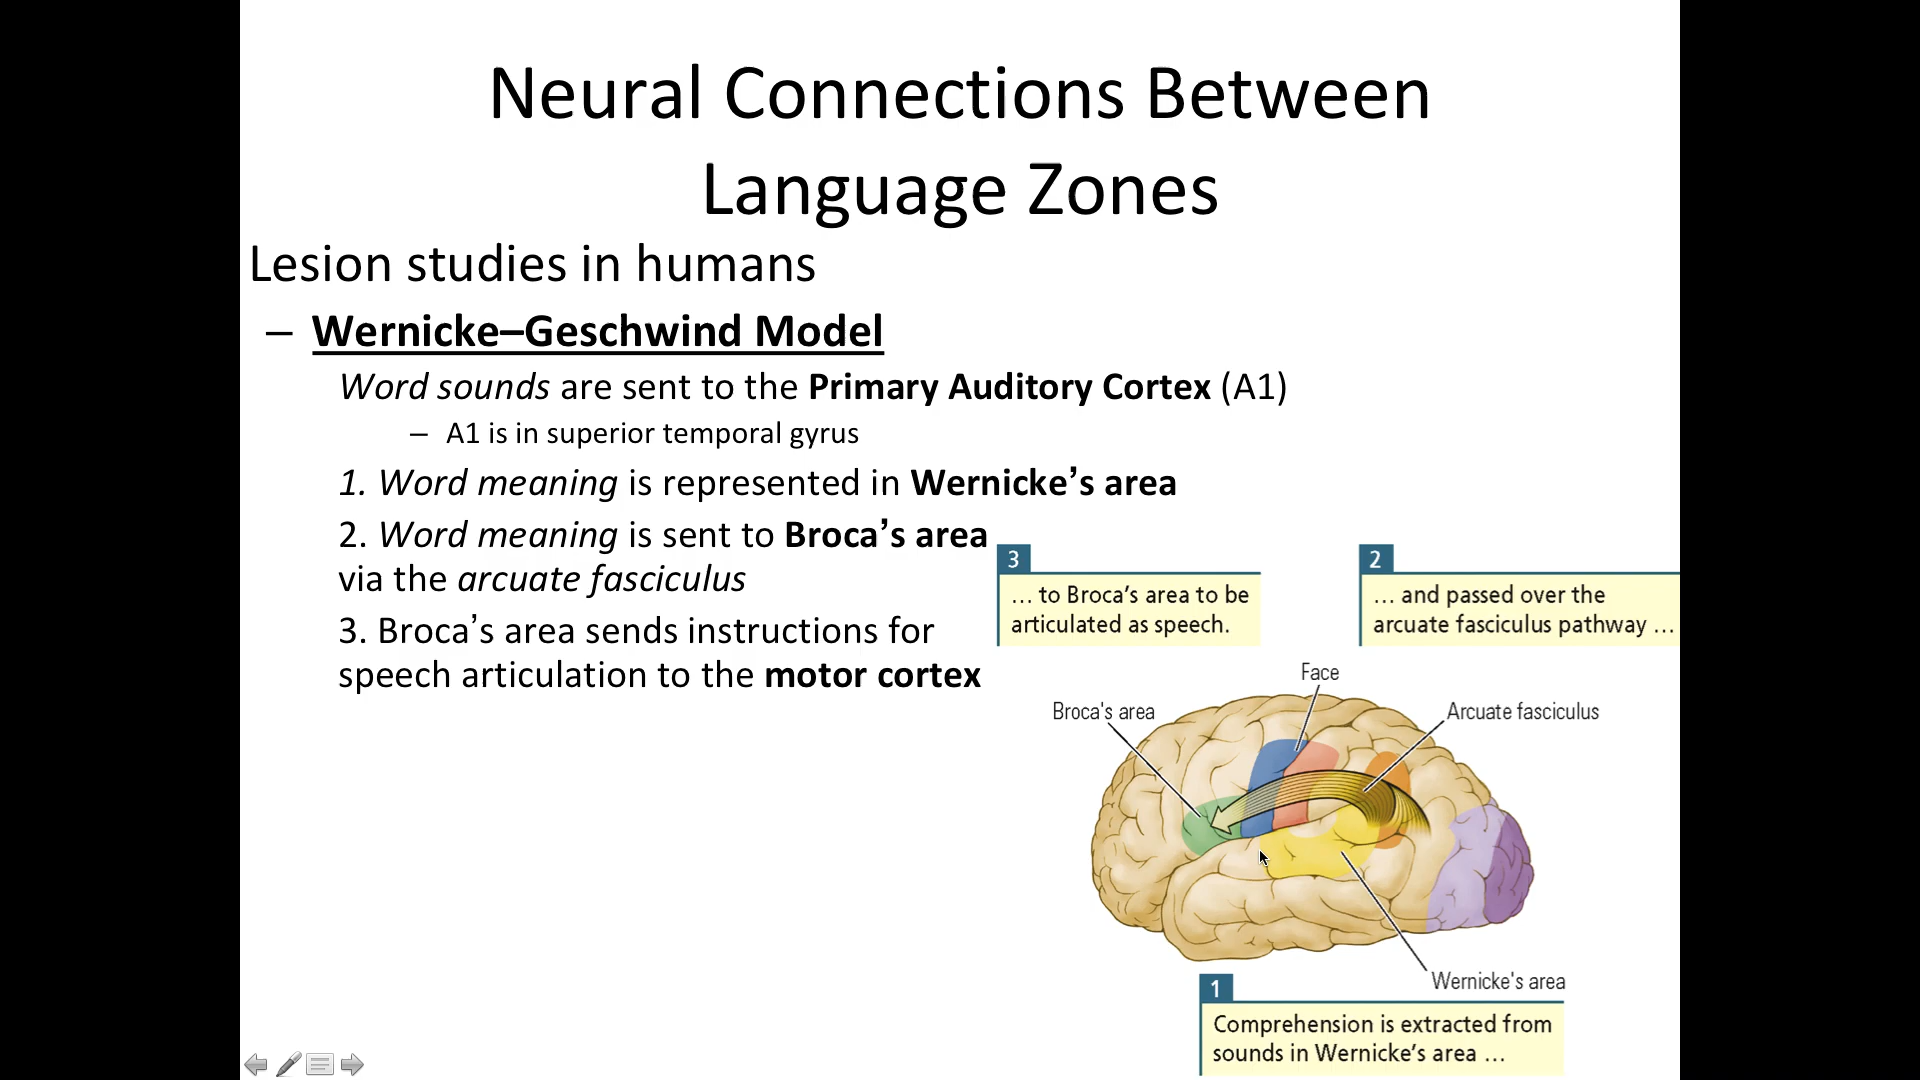 Neural Connections Between
Language Zones
Lesion studies in humans
– Wernicke–Geschwind Model
Word sounds are sent to the Primary Auditory Cortex (A1)
– A1 is in superior temporal gyrus
1. Word meaning is represented in Wernicke’s area
2. Word meaning is sent to Broca’s area
via the arcuate fasciculus
3. Broca’s area sends instructions for
speech articulation to the motor cortex
3
… to Broca’s area to be
articulated as speech.
2
… and passed over the
arcuate fasciculus pathway …
Face
Broca's area
Arcuate fasciculus
Wernicke's area
1
Comprehension is extracted from
sounds in Wernicke’s area …